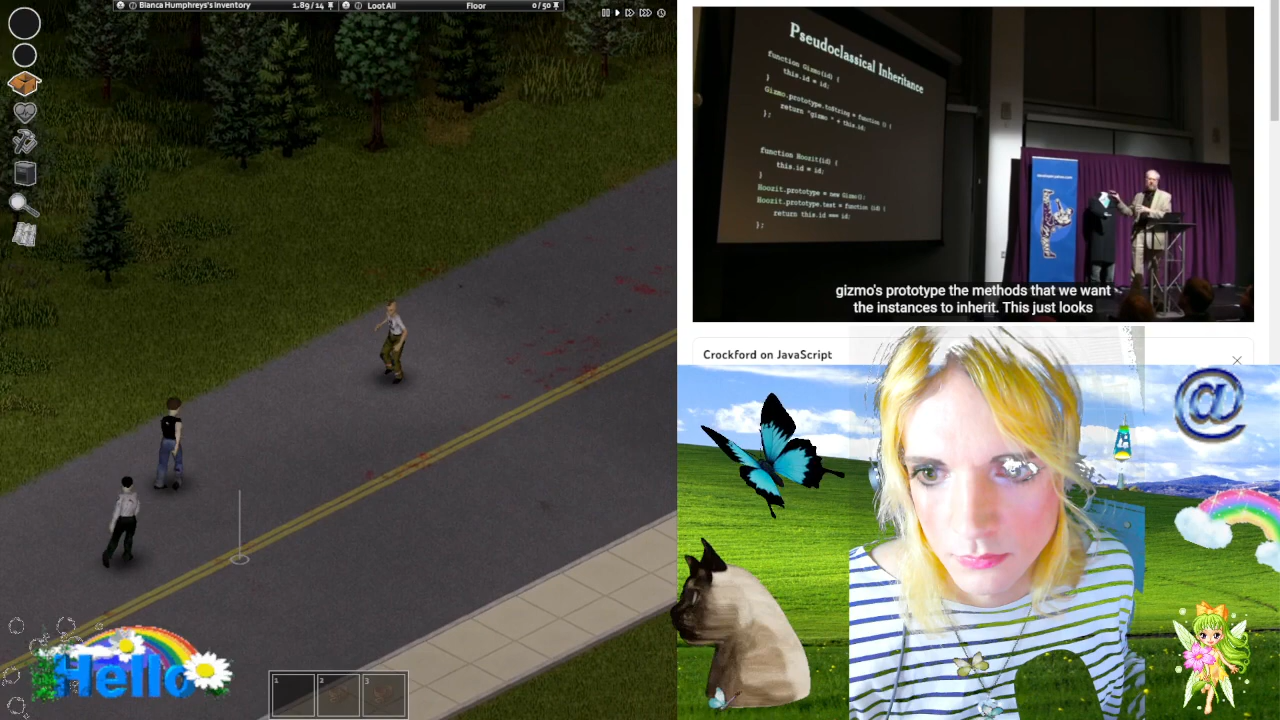 Bianca Humphreys's Inventory
1.89 / 14
Loot All
Floor
0 / 50
Pseudoclassical Inheritance
function Gizmo(id) {
this.id = id;
}
Gizmo.prototype.toString = function () {
return "gizmo " + this.id;
};
function Hoozit(id) {
this.id = id;
}
Hoozit.prototype = new Gizmo();
Hoozit.prototype.test = function (id) {
return this.id === id;
};
gizmo's prototype the methods that we want
the instances to inherit. This just looks
Crockford on JavaScript
@
Hello
1
2
3